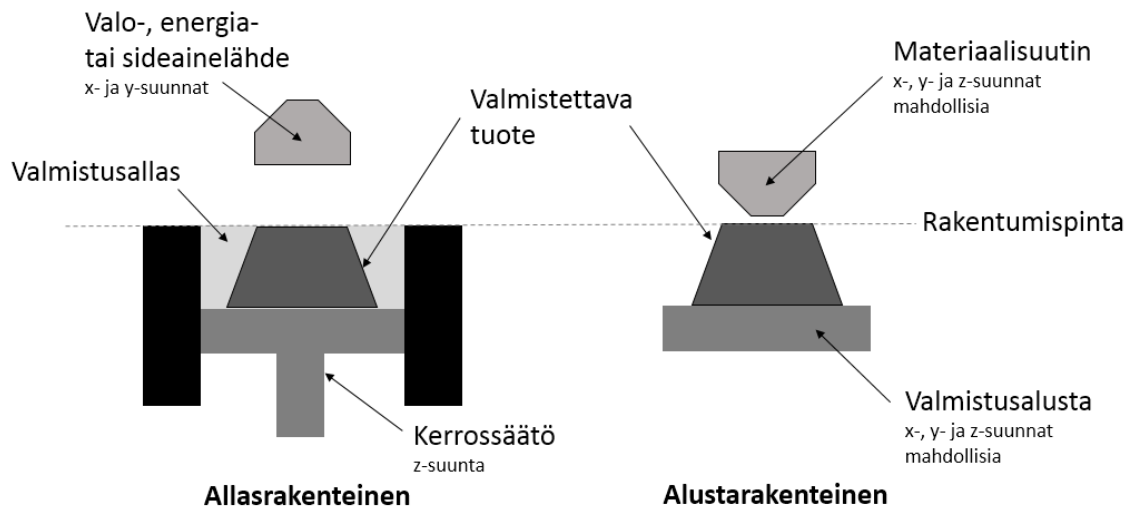 Valo-, energia-
tai sideainelähde
x- ja y-suunnat
Valmistettava
tuote
Materiaalisuutin
x-, y- ja z-suunnat
mahdollisia
Valmistusallas
Rakentumispinta
Kerrossäätö
z-suunta
Valmistusalusta
x-, y- ja z-suunnat
mahdollisia
Allasrakenteinen
Alustarakenteinen